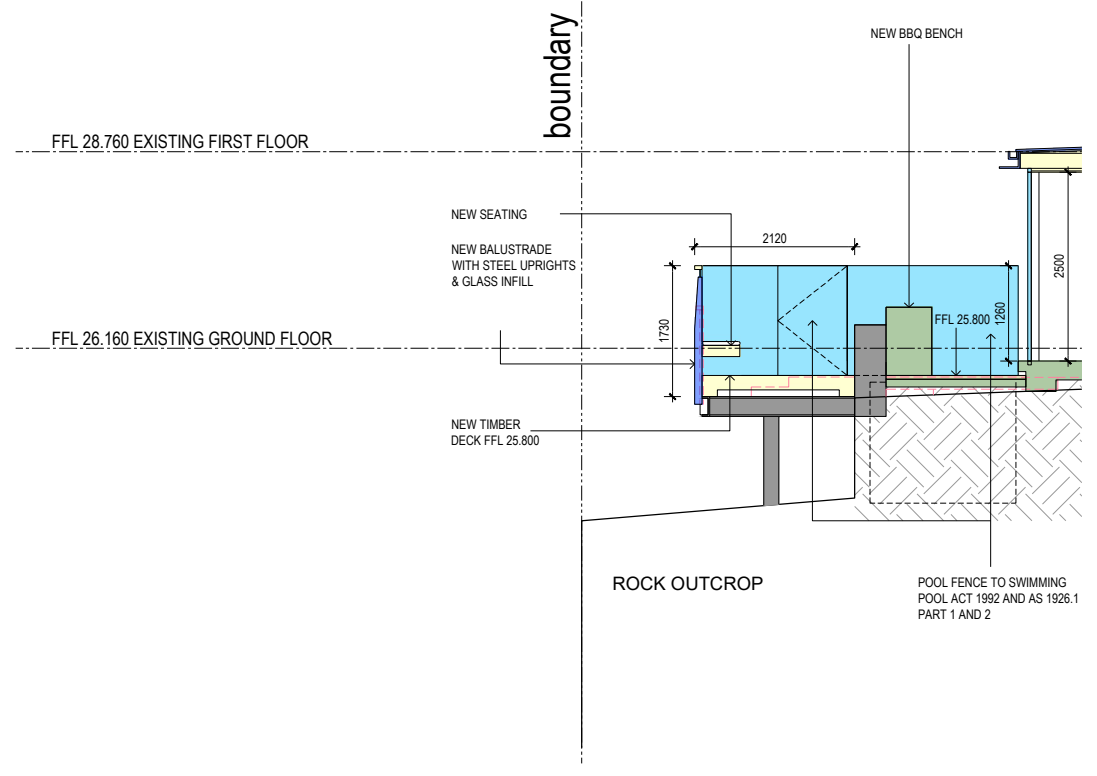 boundary
NEW BBQ BENCH
FFL 28.760 EXISTING FIRST FLOOR
NEW SEATING
NEW BALUSTRADE
WITH STEEL UPRIGHTS
& GLASS INFILL
2120
2500
1260
1730
FFL 25.800
FFL 26.160 EXISTING GROUND FLOOR
NEW TIMBER
DECK FFL 25.800
ROCK OUTCROP
POOL FENCE TO SWIMMING
POOL ACT 1992 AND AS 1926.1
PART 1 AND 2